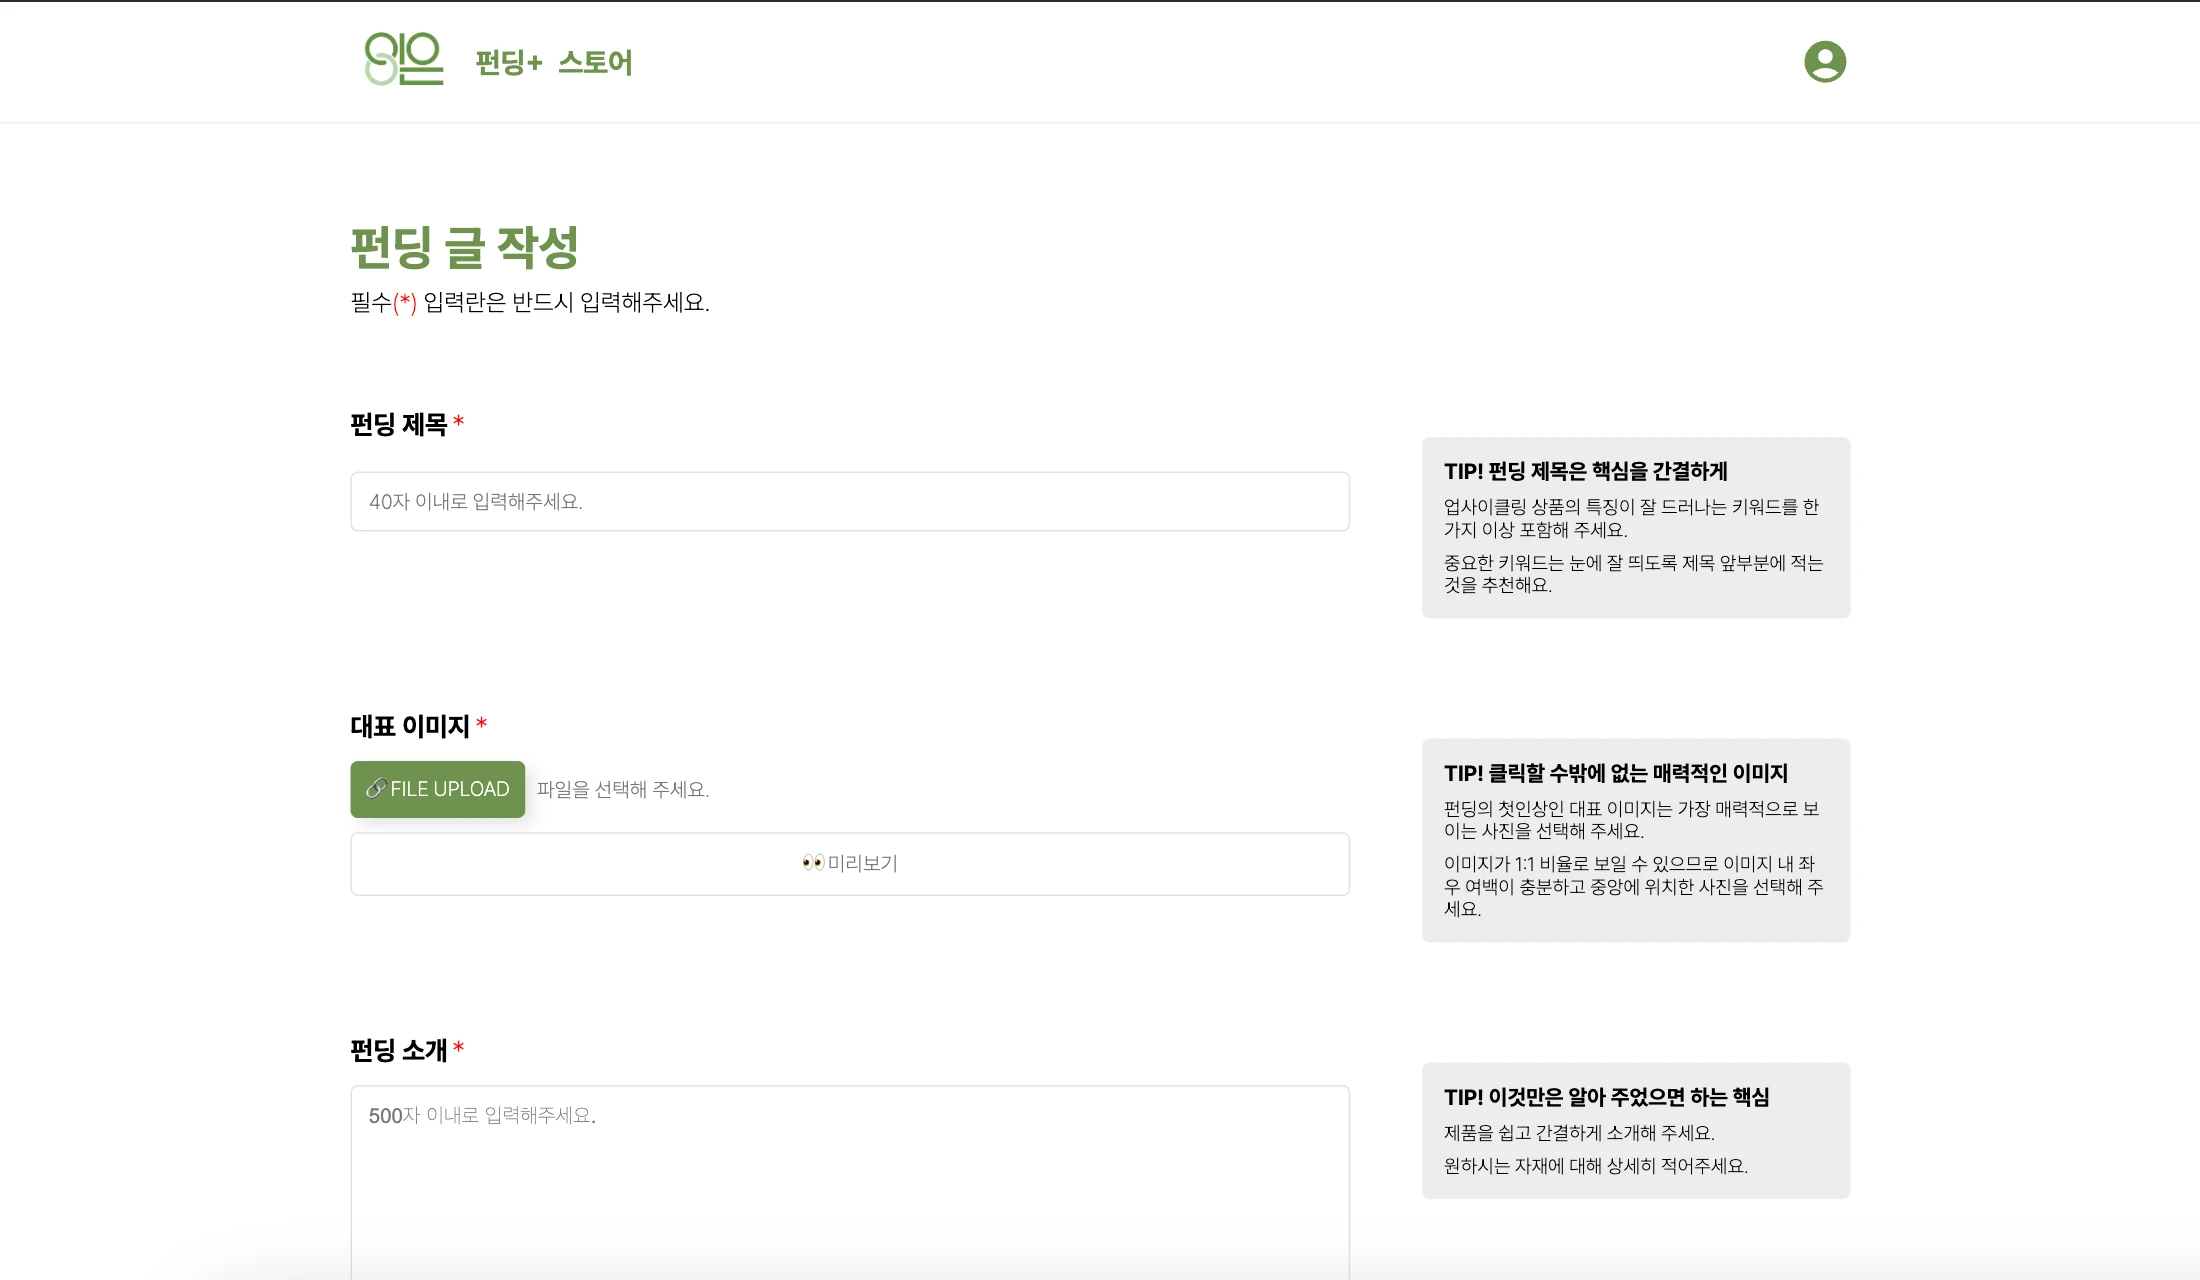 잇은
펀딩+ 스토어
펀딩 글 작성
필수(*) 입력란은 반드시 입력해주세요.
펀딩 제목 *
40자 이내로 입력해주세요.
TIP! 펀딩 제목은 핵심을 간결하게
업사이클링 상품의 특징이 잘 드러나는 키워드를 한
가지 이상 포함해 주세요.
중요한 키워드는 눈에 잘 띄도록 제목 앞부분에 적는
것을 추천해요.
대표 이미지 *
🔗FILE UPLOAD 파일을 선택해 주세요.
👀미리보기
TIP! 클릭할 수밖에 없는 매력적인 이미지
펀딩의 첫인상인 대표 이미지는 가장 매력적으로 보
이는 사진을 선택해 주세요.
이미지가 1:1 비율로 보일 수 있으므로 이미지 내 좌
우 여백이 충분하고 중앙에 위치한 사진을 선택해 주
세요.
펀딩 소개 *
500자 이내로 입력해주세요.
TIP! 이것만은 알아 주었으면 하는 핵심
제품을 쉽고 간결하게 소개해 주세요.
원하시는 자재에 대해 상세히 적어주세요.